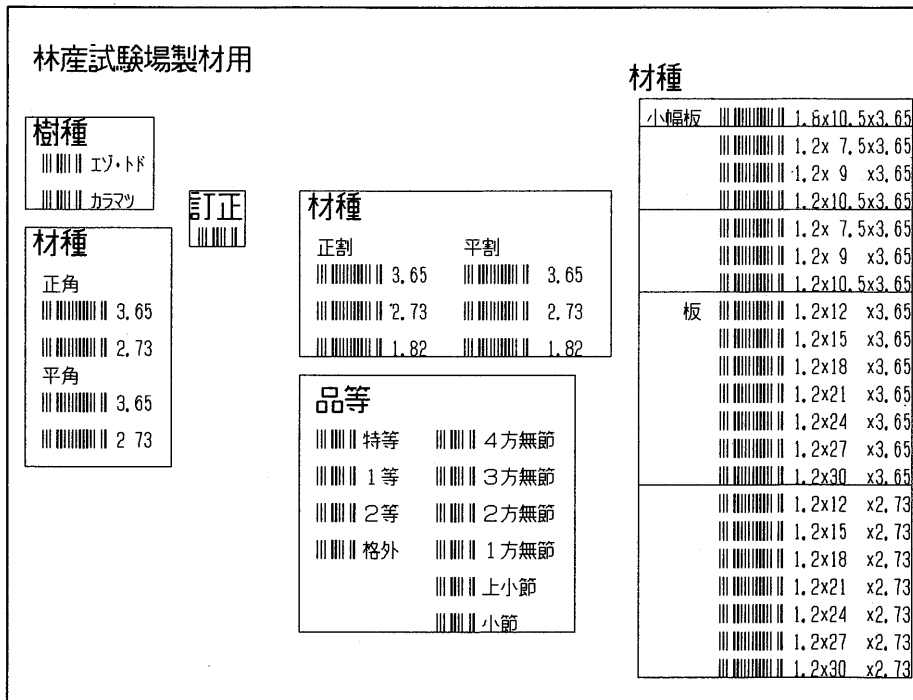 林産試験場製材用
樹種
エゾ・トド
カラマツ
訂正
材種
正角
3.65
2.73
平角
3.65
2 73
材種
正割 平割
3.65 3.65
2.73 2.73
1.82 1.82
品等
特等 4方無節
1等 3方無節
2等 2方無節
格外 1方無節
上小節
小節
材種
小幅板 1.8x10.5x3.65
1.2x 7.5x3.65
1.2x 9 x3.65
1.2x10.5x3.65
1.2x 7.5x3.65
1.2x 9 x3.65
1.2x10.5x3.65
板 1.2x12 x3.65
1.2x15 x3.65
1.2x18 x3.65
1.2x21 x3.65
1.2x24 x3.65
1.2x27 x3.65
1.2x30 x3.65
1.2x12 x2.73
1.2x15 x2.73
1.2x18 x2.73
1.2x21 x2.73
1.2x24 x2.73
1.2x27 x2.73
1.2x30 x2.73